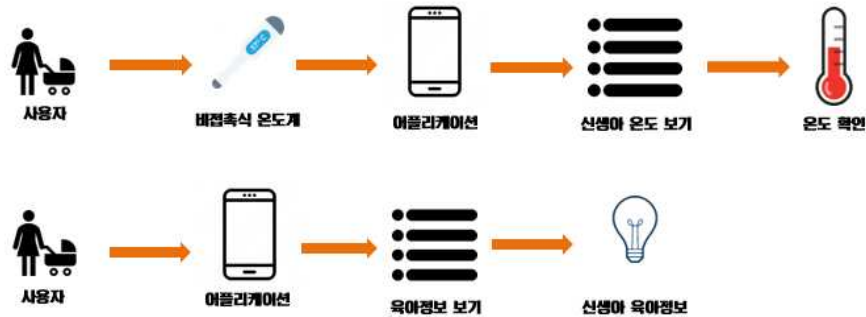 사용자
비접촉식 온도계
어플리케이션
신생아 온도 보기
온도 확인
사용자
어플리케이션
육아정보 보기
신생아 육아정보